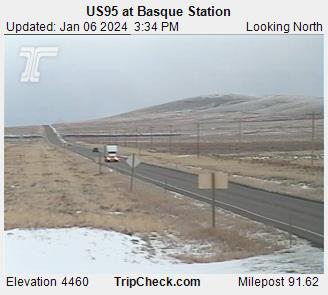 US95 at Basque Station
Updated: Jan 06 2024 3:34 PM Looking North
Elevation 4460 TripCheck.com Milepost 91.62